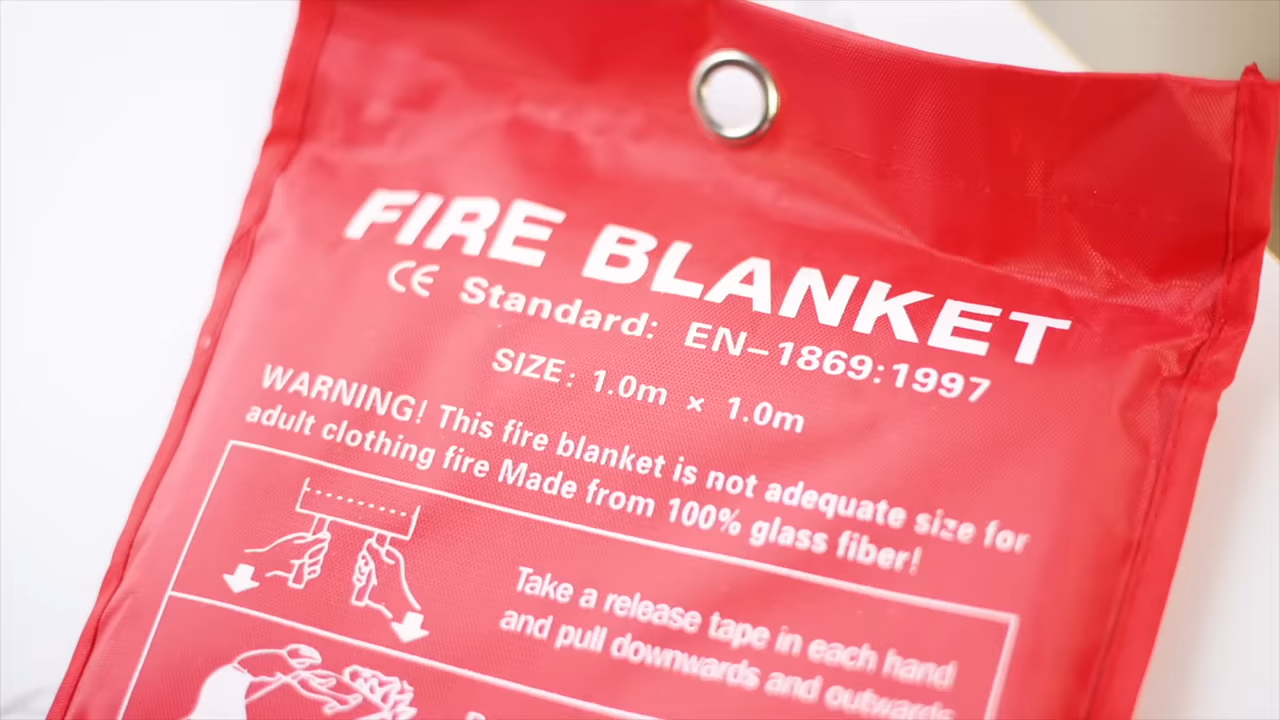 FIRE BLANKET
CE Standard: EN-1869:1997
SIZE: 1.0m × 1.0m
WARNING! This fire blanket is not adequate size for
adult clothing fire Made from 100% glass fiber!
Take a release tape in each hand
and pull downwards and outwards